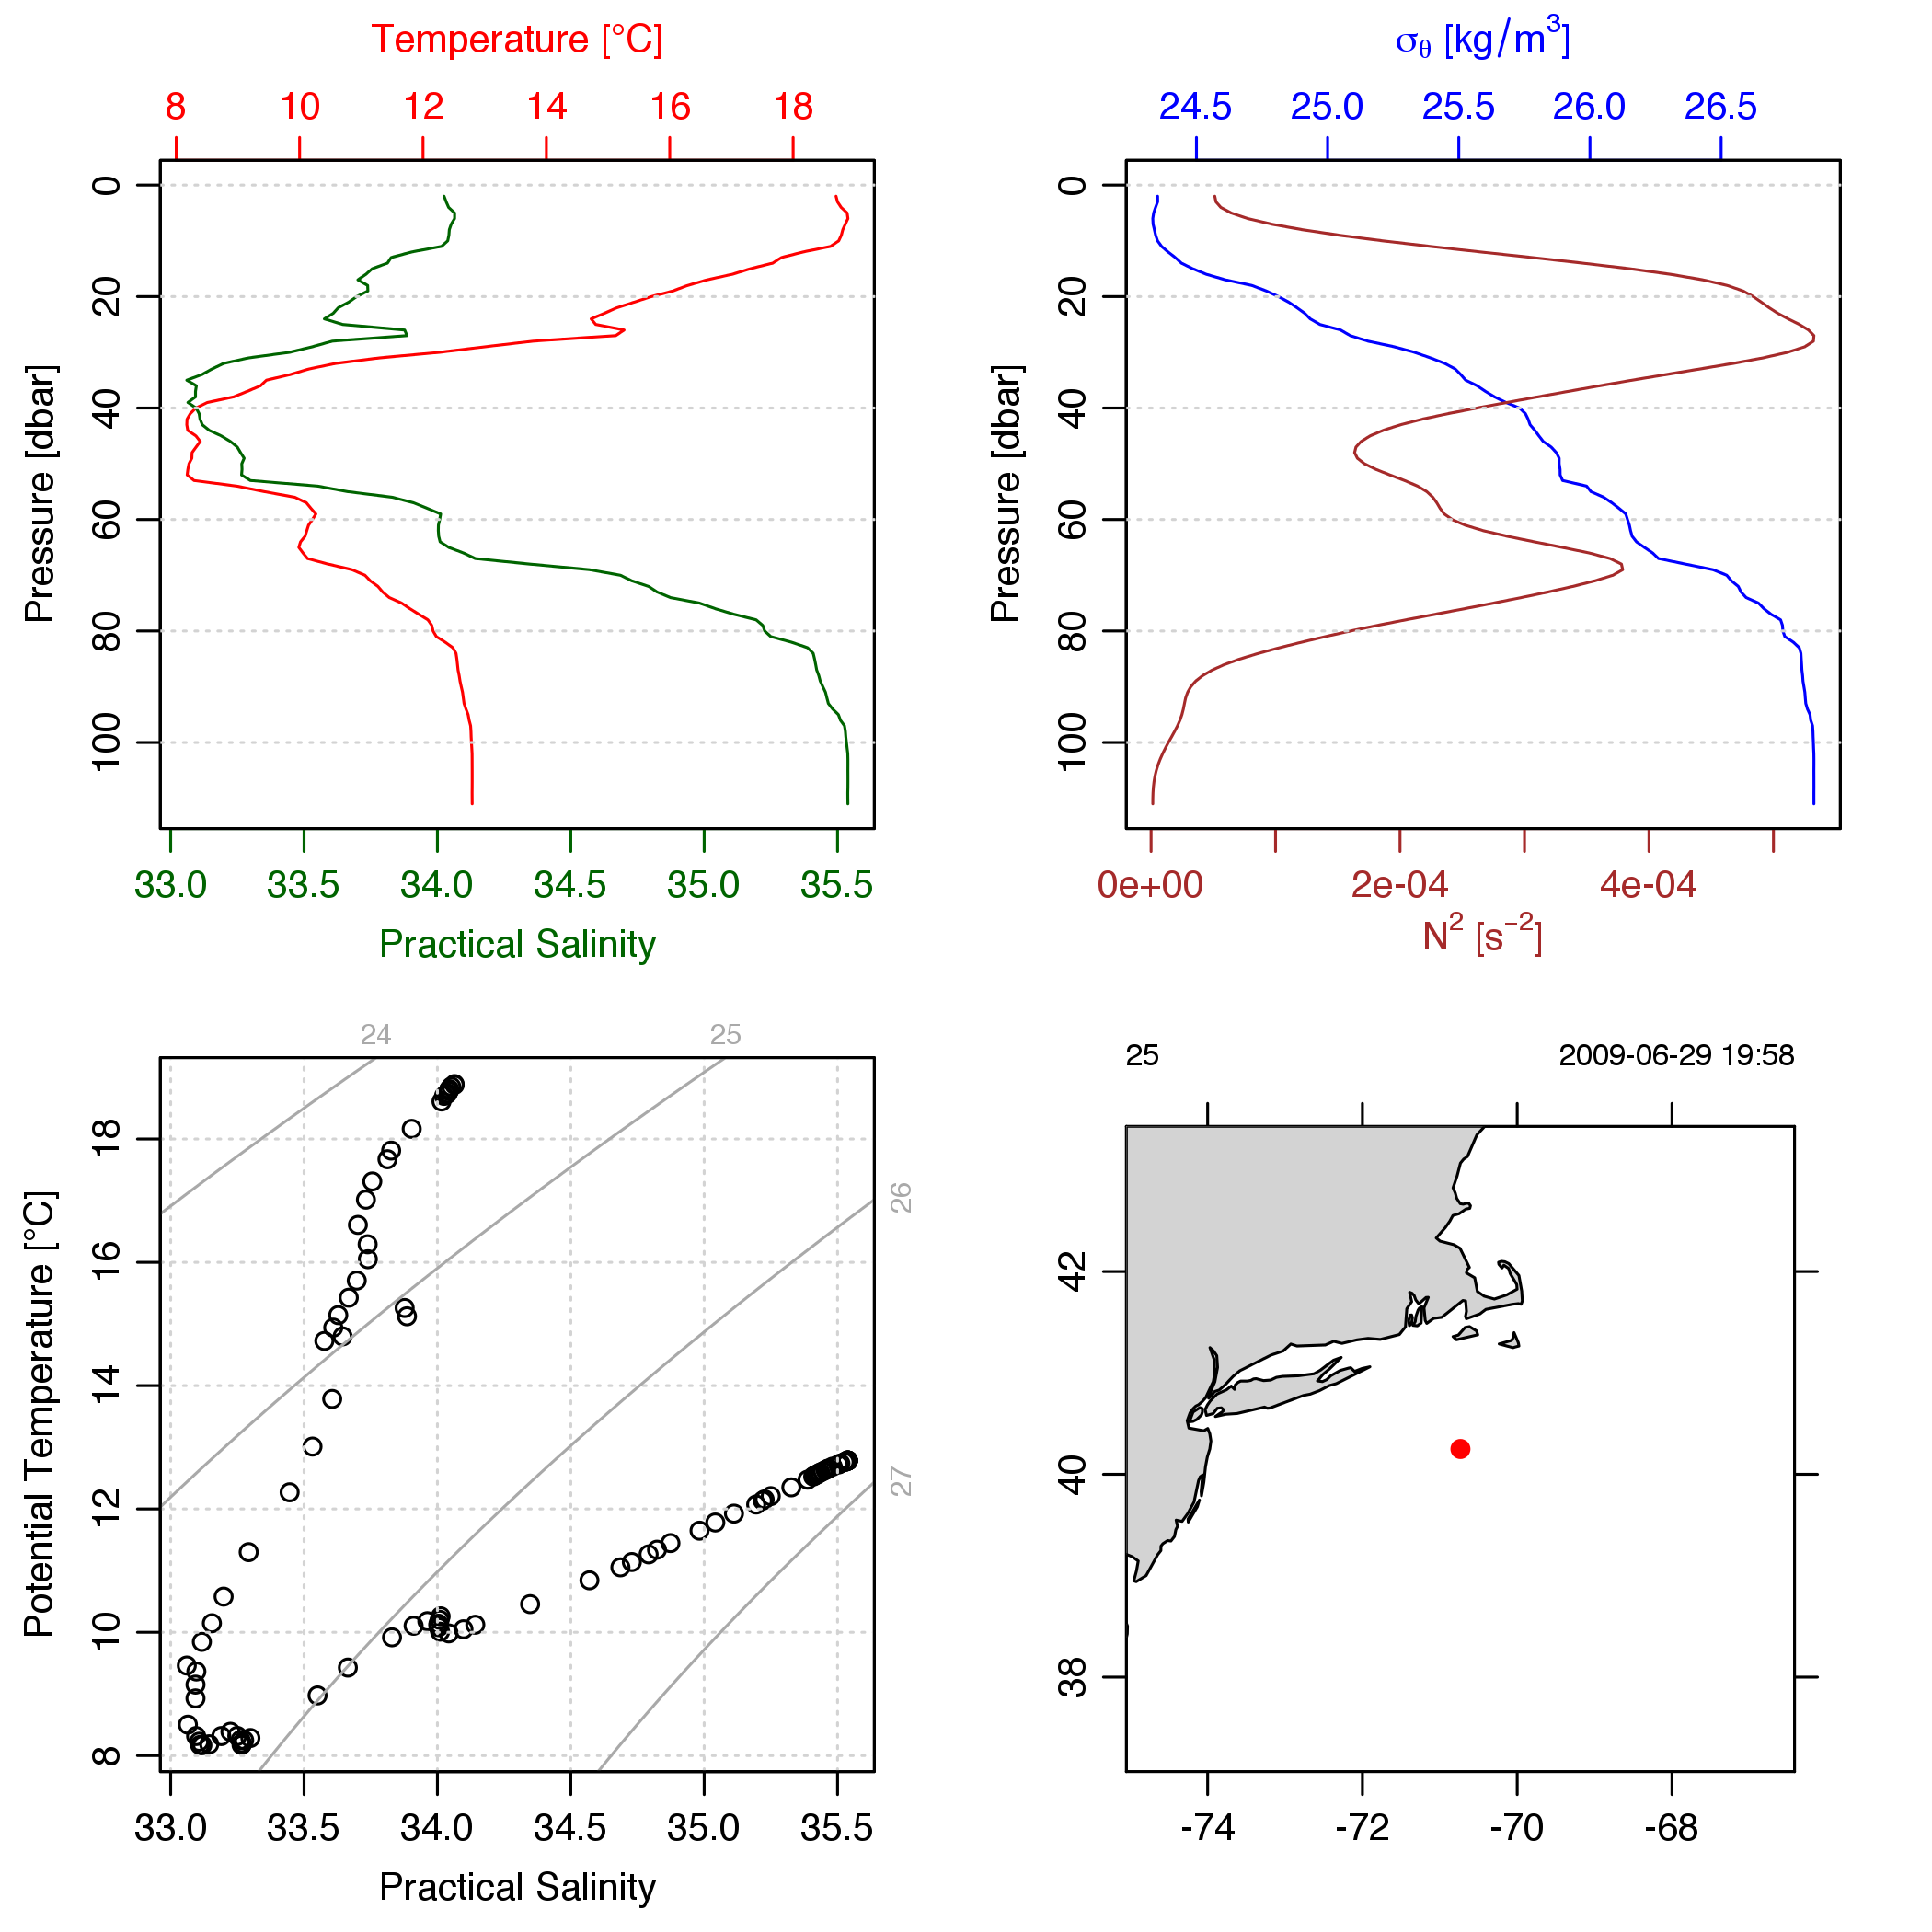 Temperature [°C]
8 10 12 14 16 18
0 20 40 60 80 100
Pressure [dbar]
33.0 33.5 34.0 34.5 35.0 35.5
Practical Salinity
σθ [kg/m³]
24.5 25.0 25.5 26.0 26.5
0 20 40 60 80 100
Pressure [dbar]
0e+00 2e-04 4e-04
N² [s⁻²]
24 25
26
27
8 10 12 14 16 18
Potential Temperature [°C]
33.0 33.5 34.0 34.5 35.0 35.5
Practical Salinity
25 2009-06-29 19:58
42
40
38
-74 -72 -70 -68